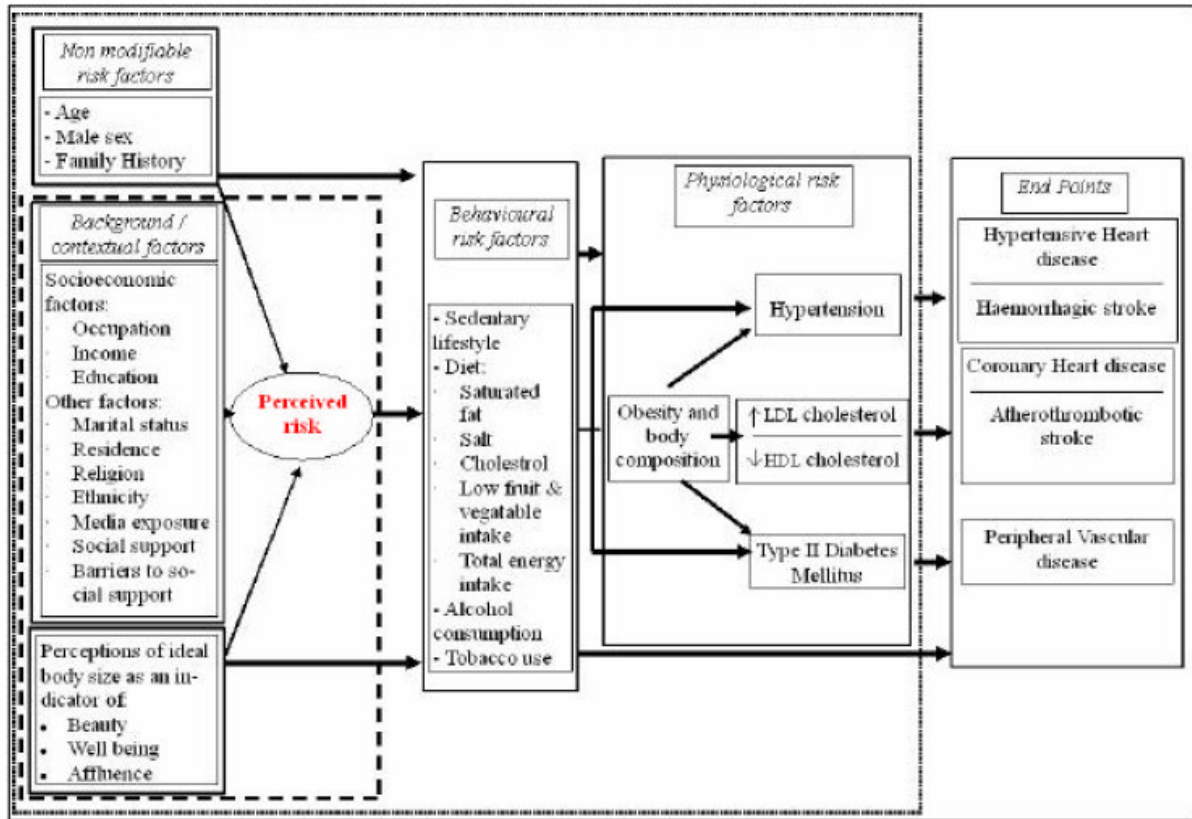 Non modifiable
risk factors
- Age
- Male sex
- Family History
Background /
contextual factors
Socioeconomic
factors:
· Occupation
· Income
· Education
Other factors:
· Marital status
· Residence
· Religion
· Ethnicity
· Media exposure
· Social support
· Barriers to so-
cial support
Perceptions of ideal
body size as an in-
dicator of:
• Beauty
• Well being
• Affluence
Perceived
risk
Behavioural
risk factors
- Sedentary
lifestyle
- Diet:
· Saturated
fat
· Salt
· Cholestrol
· Low fruit &
vegatable
intake
· Total energy
intake
- Alcohol
consumption
- Tobacco use
Physiological risk
factors
Hypertension
Obesity and
body
composition
↑ LDL cholesterol
↓ HDL cholesterol
Type II Diabetes
Mellitus
End Points
Hypertensive Heart
disease
Haemorrhagic stroke
Coronary Heart disease
Atherothrombotic
stroke
Peripheral Vascular
disease